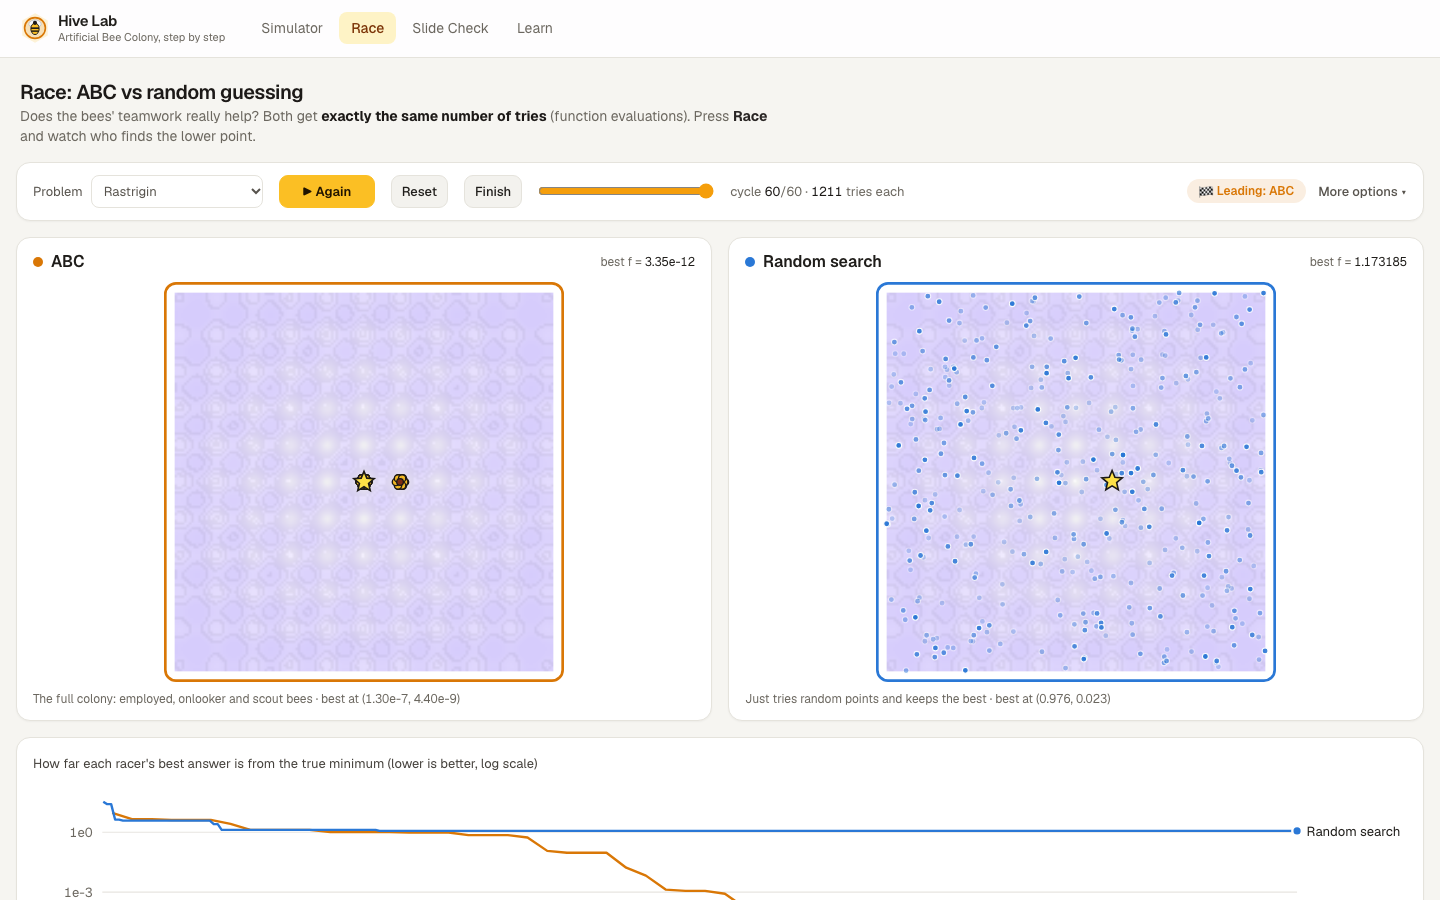 Hive Lab
Artificial Bee Colony, step by step
Simulator
Race
Slide Check
Learn
Race: ABC vs random guessing
Does the bees' teamwork really help? Both get exactly the same number of tries (function evaluations). Press Race
and watch who finds the lower point.
Problem
Rastrigin
▶ Again
Reset
Finish
cycle 60/60 · 1211 tries each
🏁 Leading: ABC
More options ▾
ABC
best f = 3.35e-12
The full colony: employed, onlooker and scout bees · best at (1.30e-7, 4.40e-9)
Random search
best f = 1.173185
Just tries random points and keeps the best · best at (0.976, 0.023)
How far each racer's best answer is from the true minimum (lower is better, log scale)
1e0
Random search
1e-3